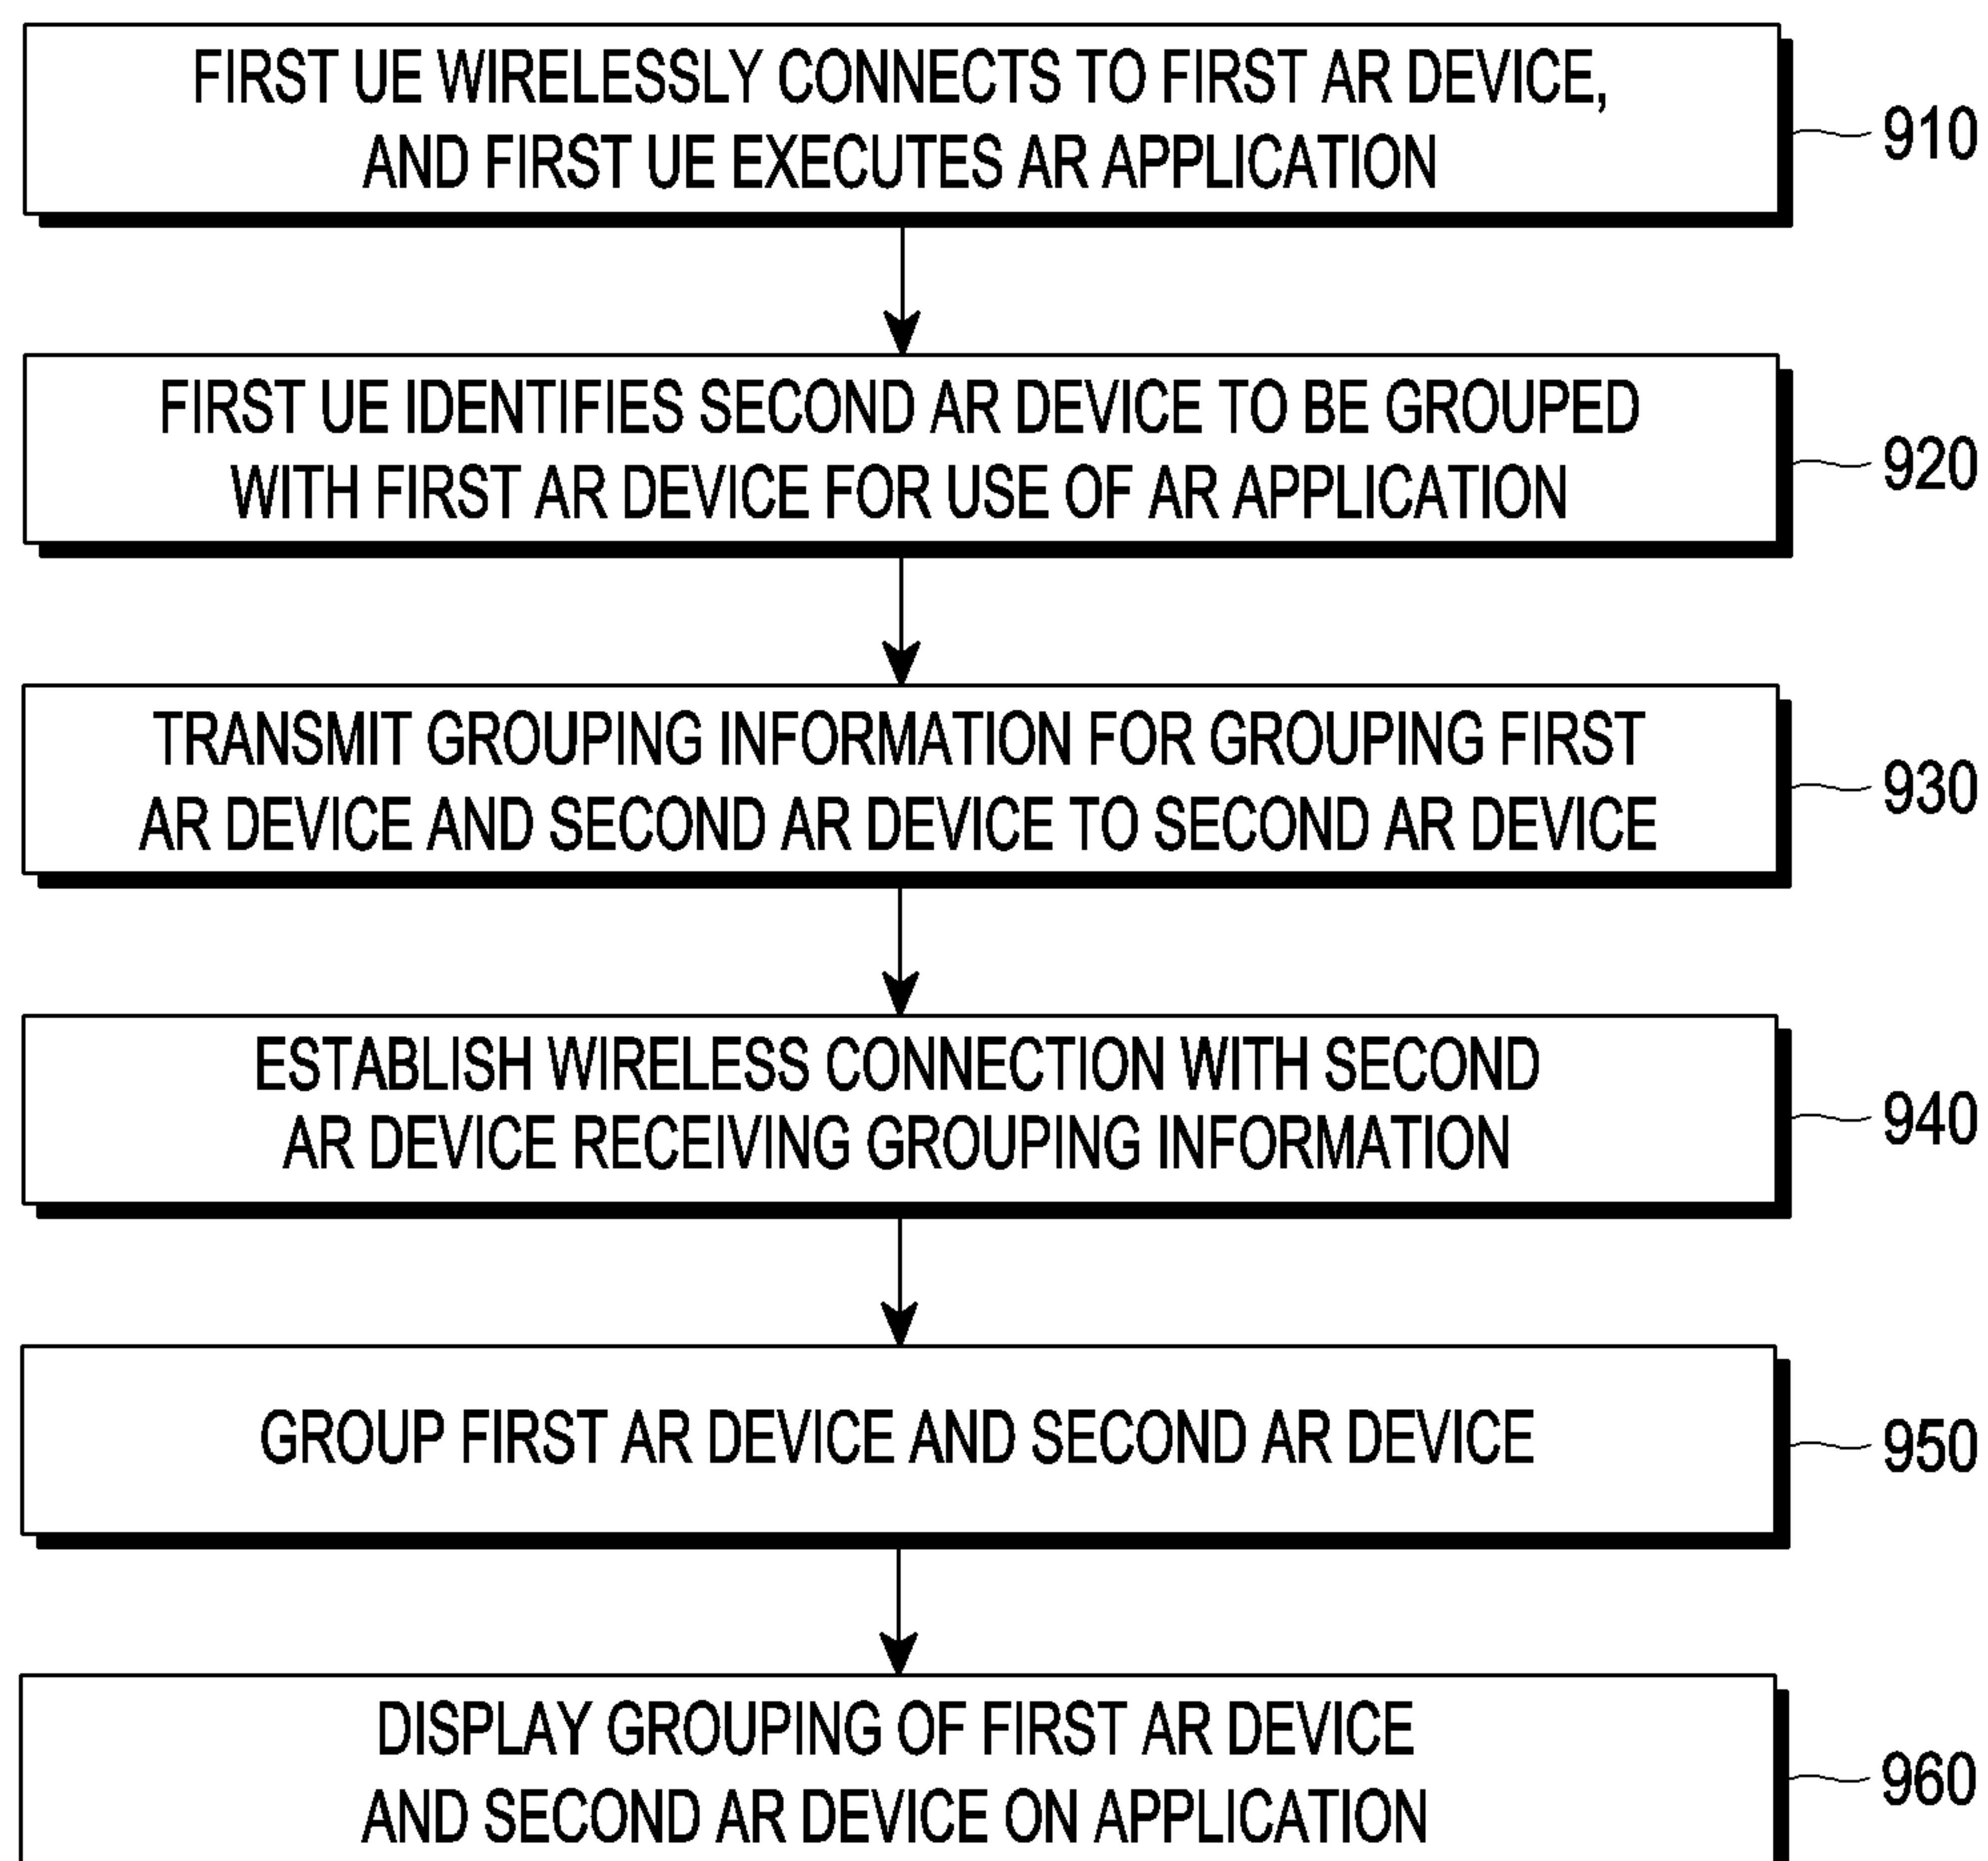 FIRST UE WIRELESSLY CONNECTS TO FIRST AR DEVICE,
AND FIRST UE EXECUTES AR APPLICATION
910
FIRST UE IDENTIFIES SECOND AR DEVICE TO BE GROUPED
WITH FIRST AR DEVICE FOR USE OF AR APPLICATION
920
TRANSMIT GROUPING INFORMATION FOR GROUPING FIRST
AR DEVICE AND SECOND AR DEVICE TO SECOND AR DEVICE
930
ESTABLISH WIRELESS CONNECTION WITH SECOND
AR DEVICE RECEIVING GROUPING INFORMATION
940
GROUP FIRST AR DEVICE AND SECOND AR DEVICE
950
DISPLAY GROUPING OF FIRST AR DEVICE
AND SECOND AR DEVICE ON APPLICATION
960